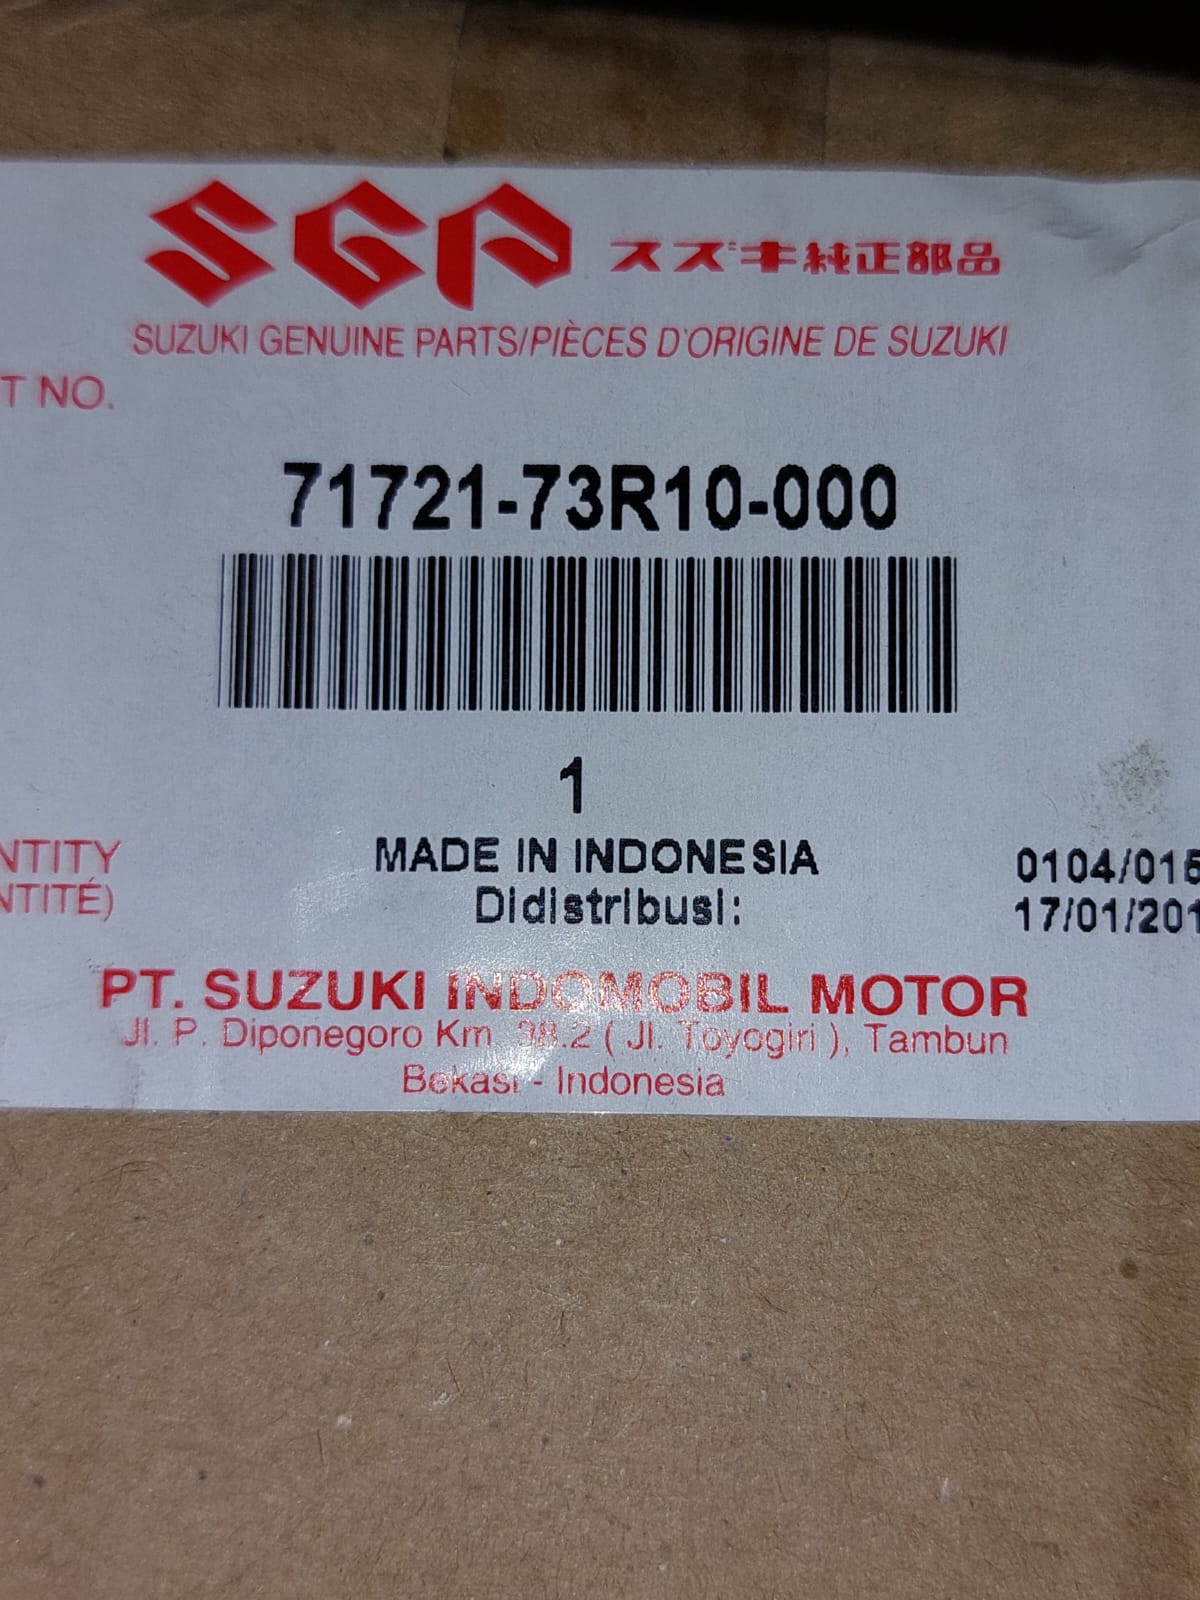 SGP スズキ純正部品
SUZUKI GENUINE PARTS/PIÈCES D'ORIGINE DE SUZUKI
T NO.
71721-73R10-000
1
NTITY
MADE IN INDONESIA
0104/016
NTITÉ)
Didistribusi:
17/01/201
PT. SUZUKI INDOMOBIL MOTOR
Jl. P. Diponegoro Km 38.2 ( Jl. Toyogiri ), Tambun
Bekasi - Indonesia